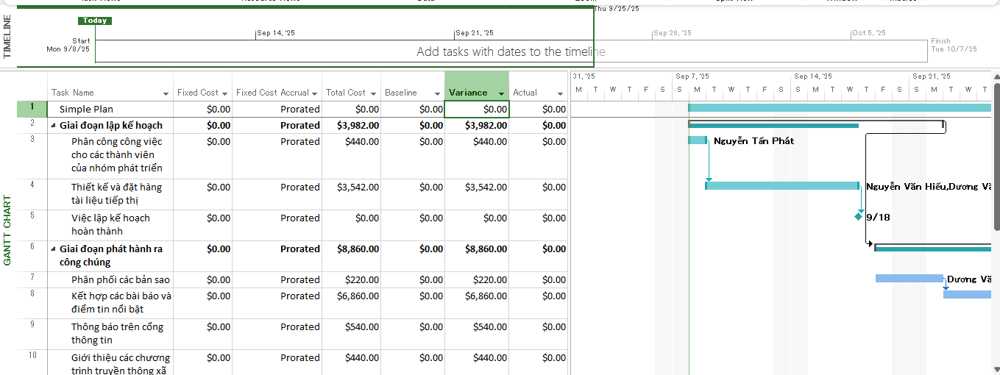 Thu 9/25/25
TIMELINE
Today
Sep 14, '25
Sep 21, '25
Sep 28, '25
Oct 5, '25
Start
Mon 9/8/25
Add tasks with dates to the timeline
Finish
Tue 10/7/25
GANTT CHART
Task Name Fixed Cost Fixed Cost Accrual Total Cost Baseline Variance Actual
31, '25 Sep 7, '25 Sep 14, '25 Sep 21, '25
M T W T F S S M T W T F S S M T W T F S S M T W T
1 Simple Plan $0.00 Prorated $0.00 $0.00 $0.00 $0.00
2 Giai đoạn lập kế hoạch $0.00 Prorated $3,982.00 $0.00 $3,982.00 $0.00
3 Phân công công việc $0.00 Prorated $440.00 $0.00 $440.00 $0.00 Nguyễn Tấn Phát
cho các thành viên
của nhóm phát triển
4 Thiết kế và đặt hàng $0.00 Prorated $3,542.00 $0.00 $3,542.00 $0.00 Nguyễn Văn Hiếu,Dương Vă
tài liệu tiếp thị
5 Việc lập kế hoạch $0.00 Prorated $0.00 $0.00 $0.00 $0.00 9/18
hoàn thành
6 Giai đoạn phát hành ra $0.00 Prorated $8,860.00 $0.00 $8,860.00 $0.00
công chúng
7 Phân phối các bản sao $0.00 Prorated $220.00 $0.00 $220.00 $0.00 Dương Vă
8 Kết hợp các bài báo và $0.00 Prorated $6,860.00 $0.00 $6,860.00 $0.00
điểm tin nổi bật
9 Thông báo trên cổng $0.00 Prorated $540.00 $0.00 $540.00 $0.00
thông tin
10 Giới thiệu các chương $0.00 Prorated $440.00 $0.00 $440.00 $0.00
trình truyền thông xã